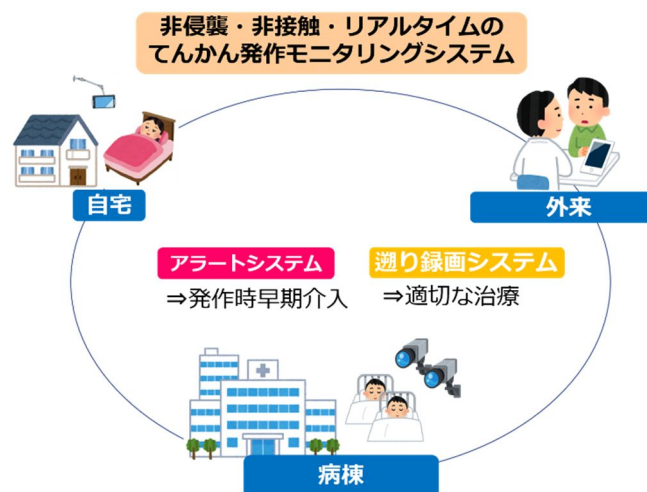 非侵襲・非接触・リアルタイムの
てんかん発作モニタリングシステム
自宅
外来
アラートシステム
⇒発作時早期介入
遡り録画システム
⇒適切な治療
病棟